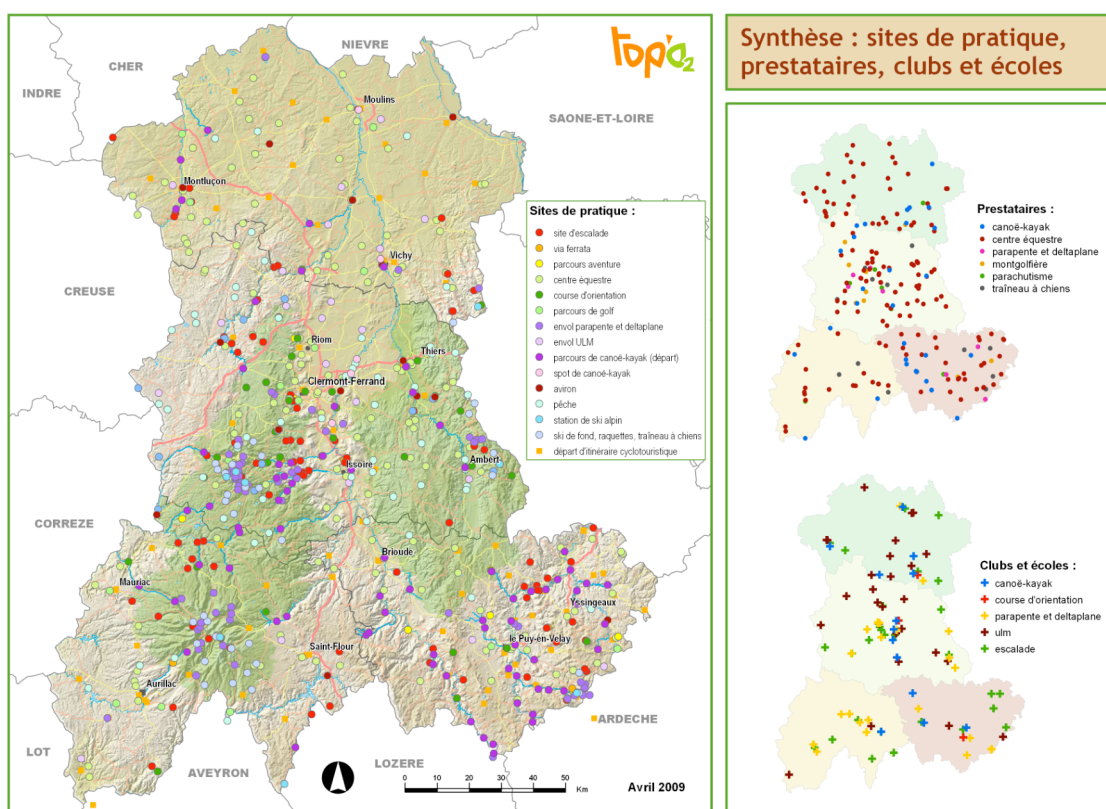 CHER
NIEVRE
Top'O2
INDRE
SAONE-ET-LOIRE
Moulins
Montluçon
CREUSE
Vichy
Riom
Thiers
Clermont-Ferrand
Issoire
Ambert
CORREZE
Brioude
Mauriac
Yssingeaux
le Puy-en-Velay
Saint-Flour
Aurillac
ARDECHE
LOT
AVEYRON
LOZERE
0 10 20 30 40 50
Km
Avril 2009
Sites de pratique :
site d'escalade
via ferrata
parcours aventure
centre équestre
course d'orientation
parcours de golf
envol parapente et deltaplane
envol ULM
parcours de canoë-kayak (départ)
spot de canoë-kayak
aviron
pêche
station de ski alpin
ski de fond, raquettes, traîneau à chiens
départ d'itinéraire cyclotouristique
Synthèse : sites de pratique,
prestataires, clubs et écoles
Prestataires :
canoë-kayak
centre équestre
parapente et deltaplane
montgolfière
parachutisme
traîneau à chiens
Clubs et écoles :
canoë-kayak
course d'orientation
parapente et deltaplane
ulm
escalade